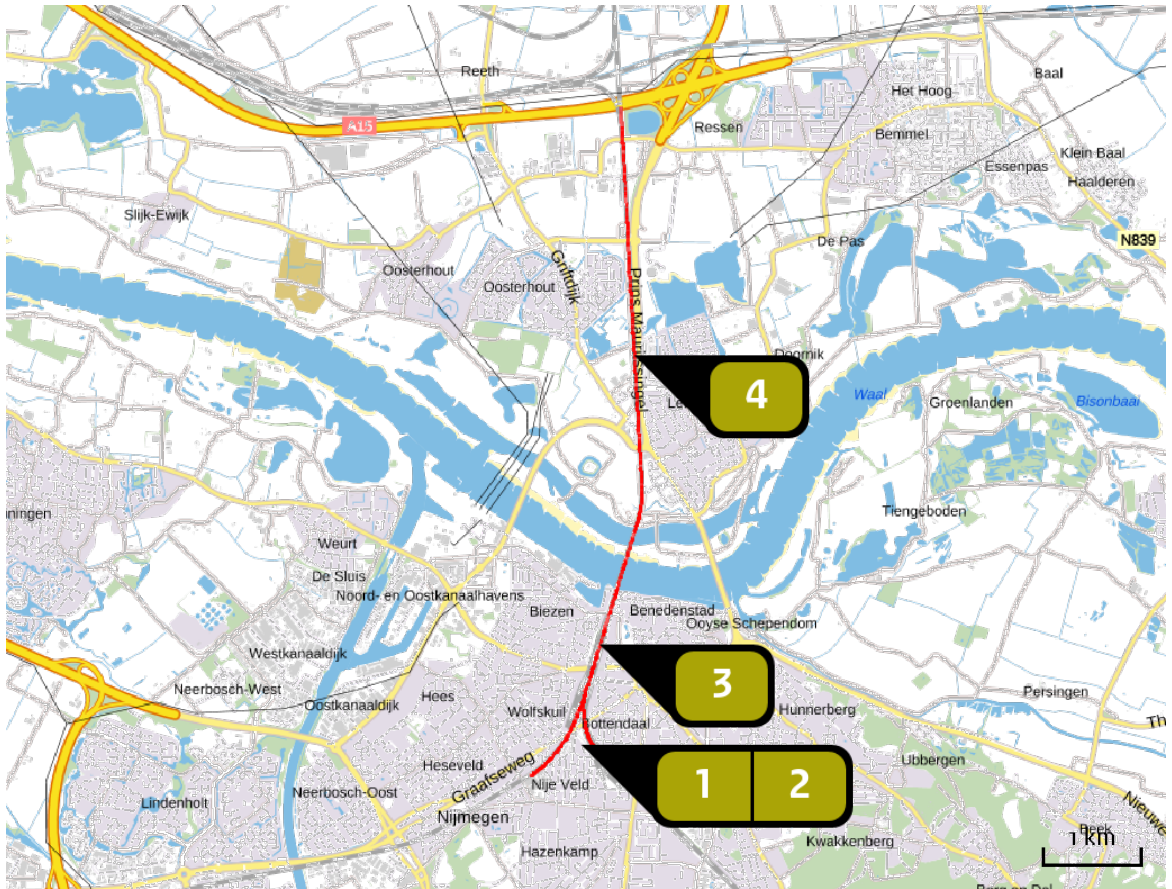 Reeth
Baal
Het Hoog
A15
Ressen
Bemmel
Klein Baal
Essenpas
Haalderen
Slijk-Ewijk
N839
De Pas
Oosterhout
Griftdijk
Oosterhout
Prins Mauritssingel
Doornik
4
Waal
Groenlanden
Bisonbaai
Tiengeboden
Weurt
De Sluis
Noord- en Oostkanaalhavens
Biezen
Benedenstad
Ooyse Schependom
Westkanaaldijk
3
Neerbosch-West
Hees
Persingen
Oostkanaaldijk
Wolfskuil
Bottendaal
Hunnerberg
Th
Graafseweg
Heseveld
Ubbergen
Nije Veld
1 2
Neerbosch-Oost
Lindenholt
Nijmegen
Nieuwe
Beek
1 km
Kwakkenberg
Hazenkamp